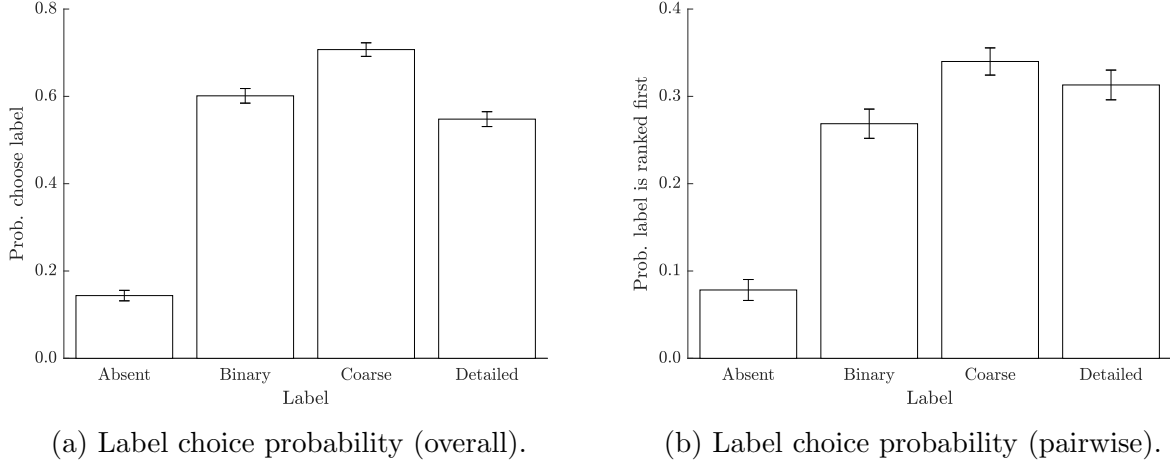 Prob. choose label
0.8
0.6
0.4
0.2
0.0
Absent Binary Coarse Detailed
Label
(a) Label choice probability (overall).
Prob. label is ranked first
0.4
0.3
0.2
0.1
0.0
Absent Binary Coarse Detailed
Label
(b) Label choice probability (pairwise).